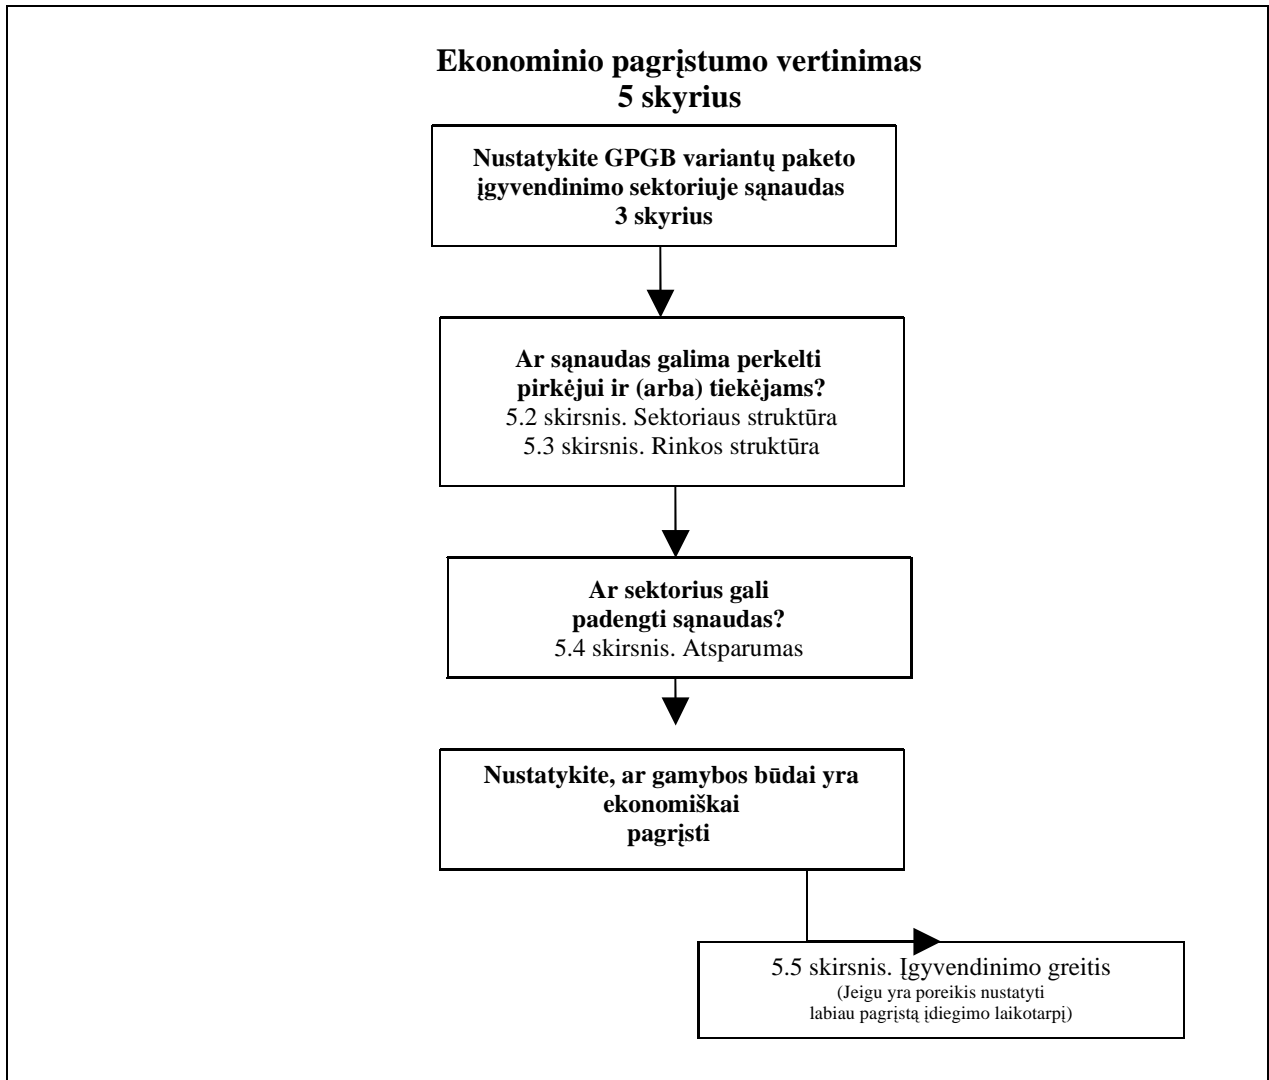 Ekonominio pagrįstumo vertinimas
5 skyrius
Nustatykite GPGB variantų paketo
įgyvendinimo sektoriuje sąnaudas
3 skyrius
Ar sąnaudas galima perkelti
pirkėjui ir (arba) tiekėjams?
5.2 skirsnis. Sektoriaus struktūra
5.3 skirsnis. Rinkos struktūra
Ar sektorius gali
padengti sąnaudas?
5.4 skirsnis. Atsparumas
Nustatykite, ar gamybos būdai yra
ekonomiškai
pagrįsti
5.5 skirsnis. Įgyvendinimo greitis
(Jeigu yra poreikis nustatyti
labiau pagrįstą įdiegimo laikotarpį)